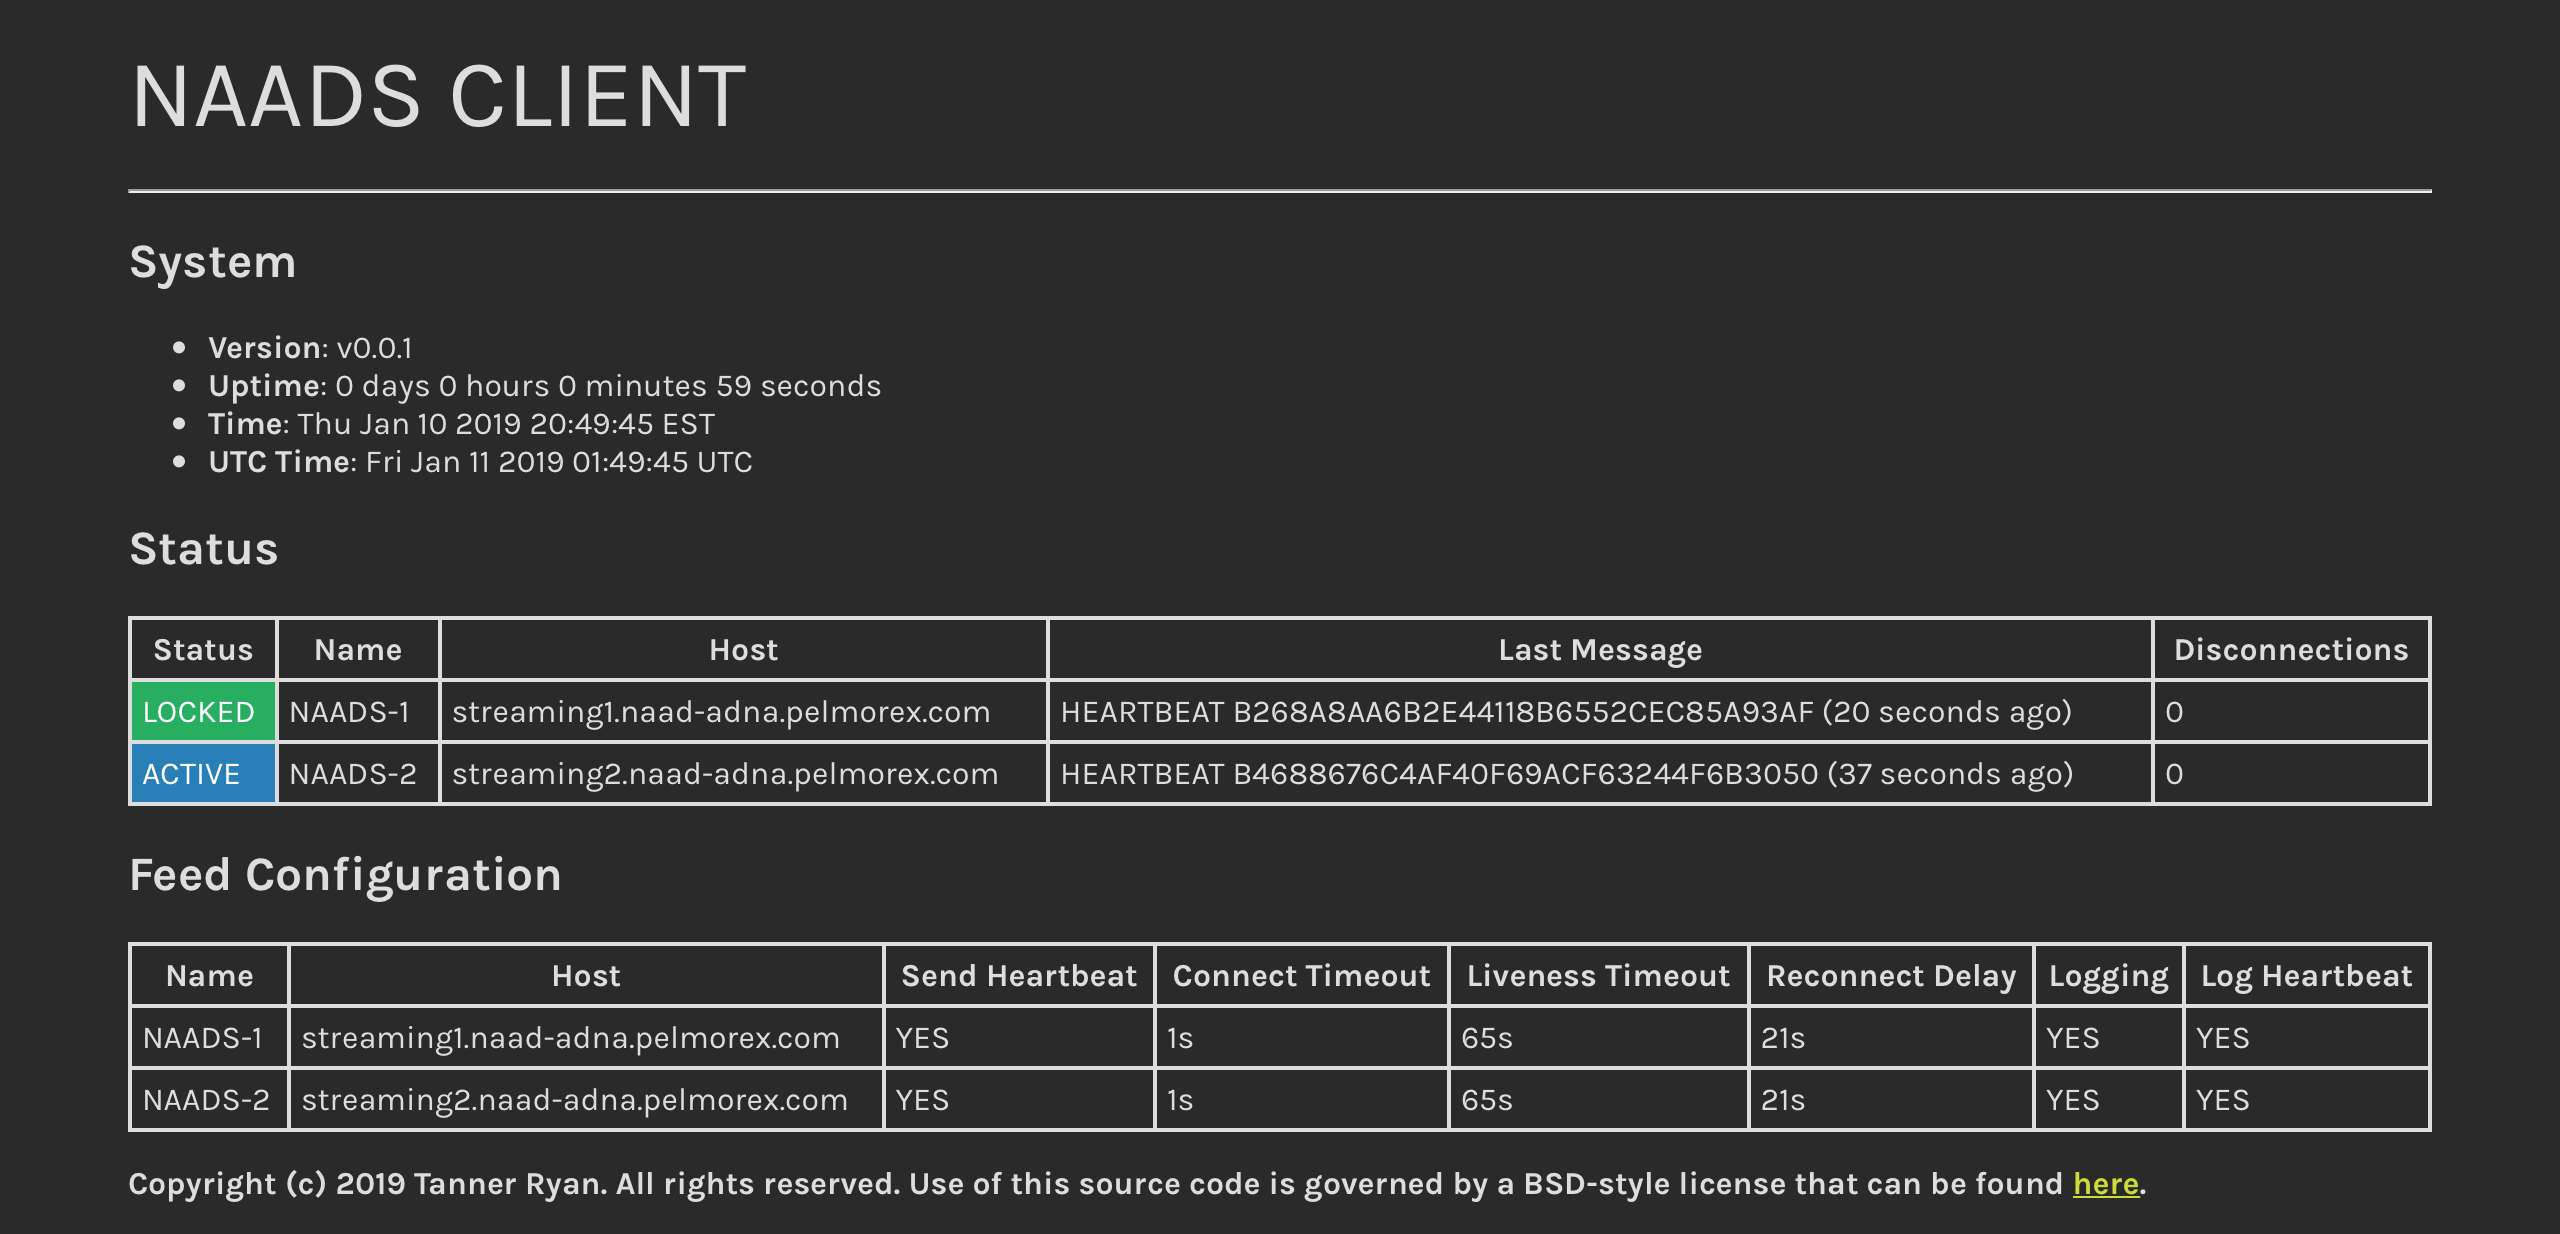 NAADS CLIENT
System
Version: v0.0.1
Uptime: 0 days 0 hours 0 minutes 59 seconds
Time: Thu Jan 10 2019 20:49:45 EST
UTC Time: Fri Jan 11 2019 01:49:45 UTC
Status
Status Name Host Last Message Disconnections
LOCKED NAADS-1 streaming1.naad-adna.pelmorex.com HEARTBEAT B268A8AA6B2E44118B6552CEC85A93AF (20 seconds ago) 0
ACTIVE NAADS-2 streaming2.naad-adna.pelmorex.com HEARTBEAT B4688676C4AF40F69ACF63244F6B3050 (37 seconds ago) 0
Feed Configuration
Name Host Send Heartbeat Connect Timeout Liveness Timeout Reconnect Delay Logging Log Heartbeat
NAADS-1 streaming1.naad-adna.pelmorex.com YES 1s 65s 21s YES YES
NAADS-2 streaming2.naad-adna.pelmorex.com YES 1s 65s 21s YES YES
Copyright (c) 2019 Tanner Ryan. All rights reserved. Use of this source code is governed by a BSD-style license that can be found here.